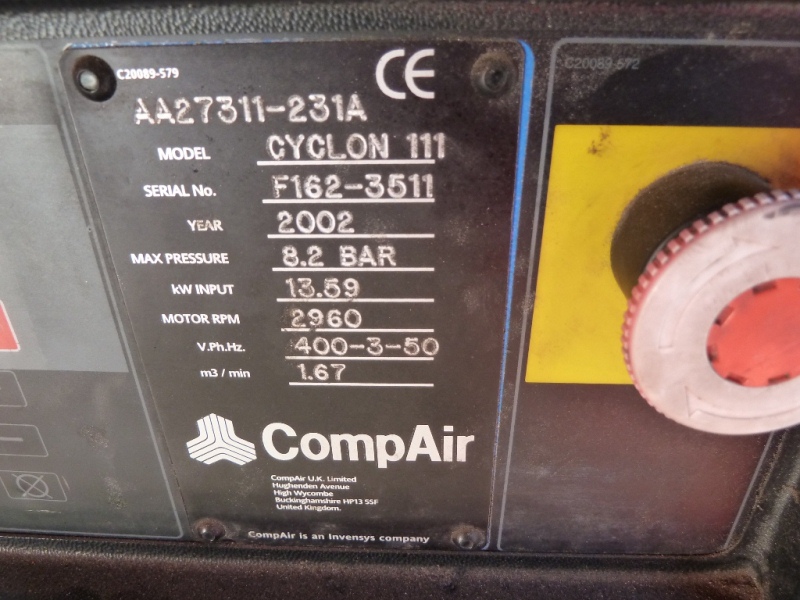 C20089-579
CE
AA27311-231A
MODEL CYCLON 111
SERIAL No. F162-3511
YEAR 2002
MAX PRESSURE 8.2 BAR
kW INPUT 13.59
MOTOR RPM 2960
V.Ph.Hz. 400-3-50
m3 / min 1.67
CompAir
CompAir U.K. Limited
Hughenden Avenue
High Wycombe
Buckinghamshire HP13 5SF
United Kingdom.
CompAir is an Invensys company
C20089-572